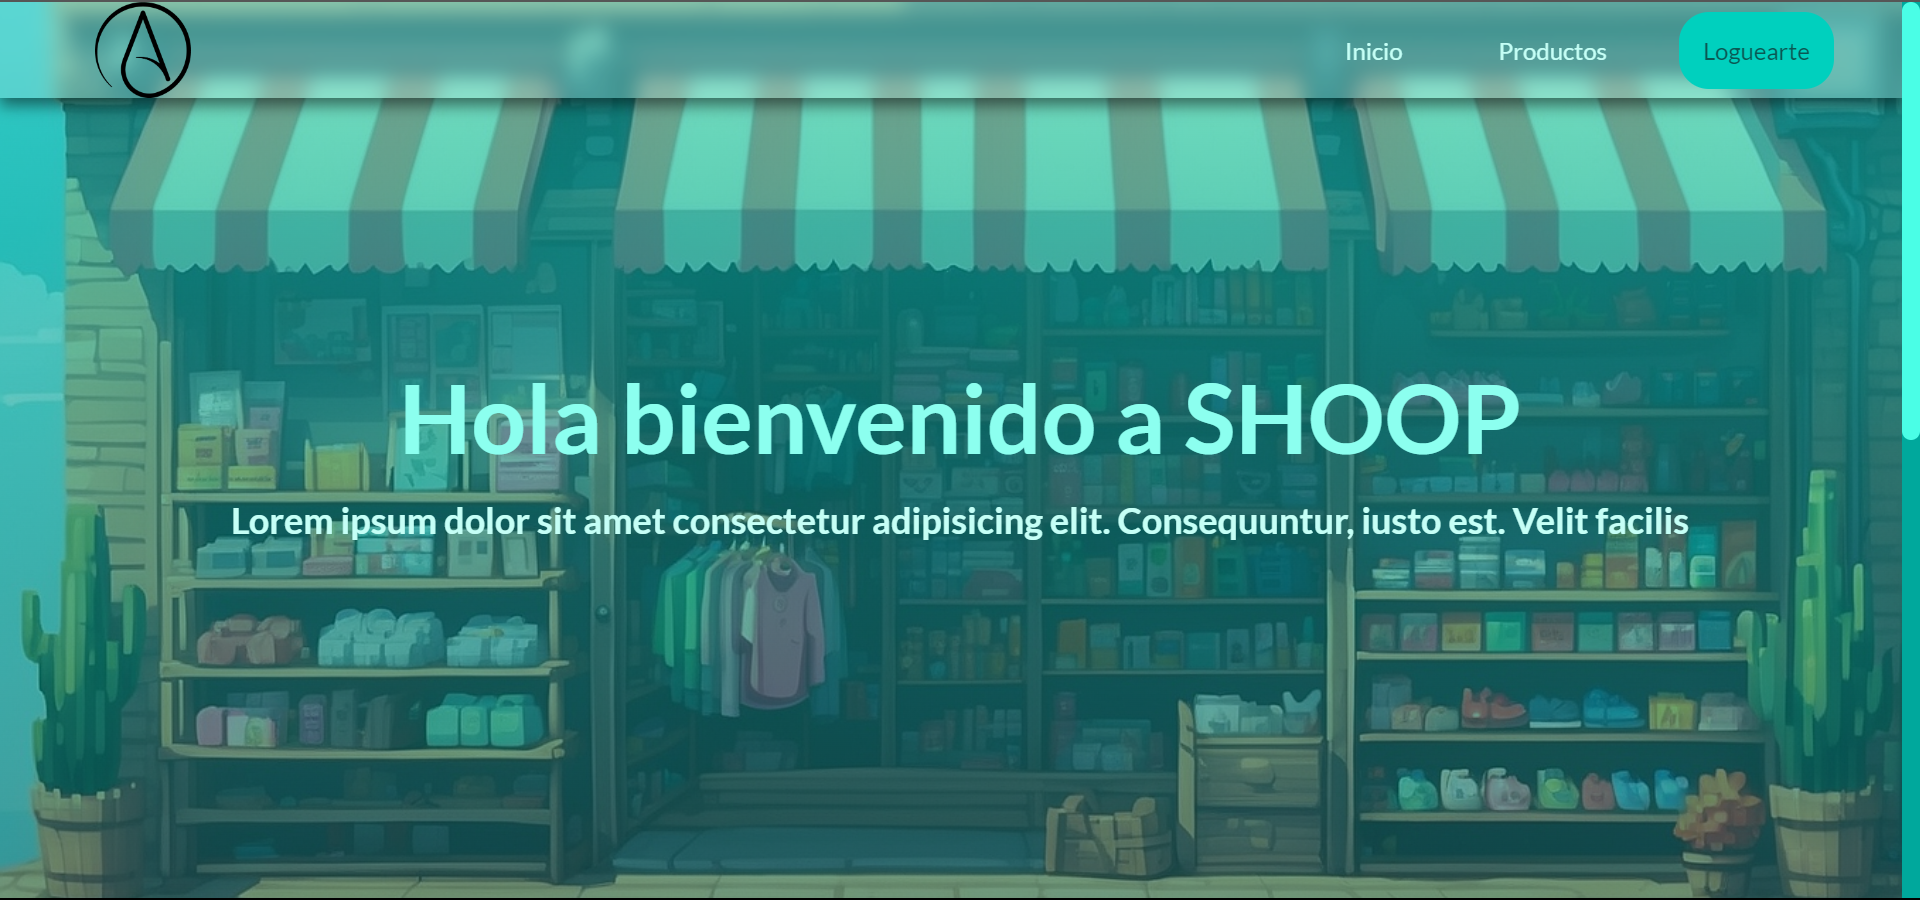 Inicio Productos Loguearte
Hola bienvenido a SHOOP
Lorem ipsum dolor sit amet consectetur adipisicing elit. Consequuntur, iusto est. Velit facilis